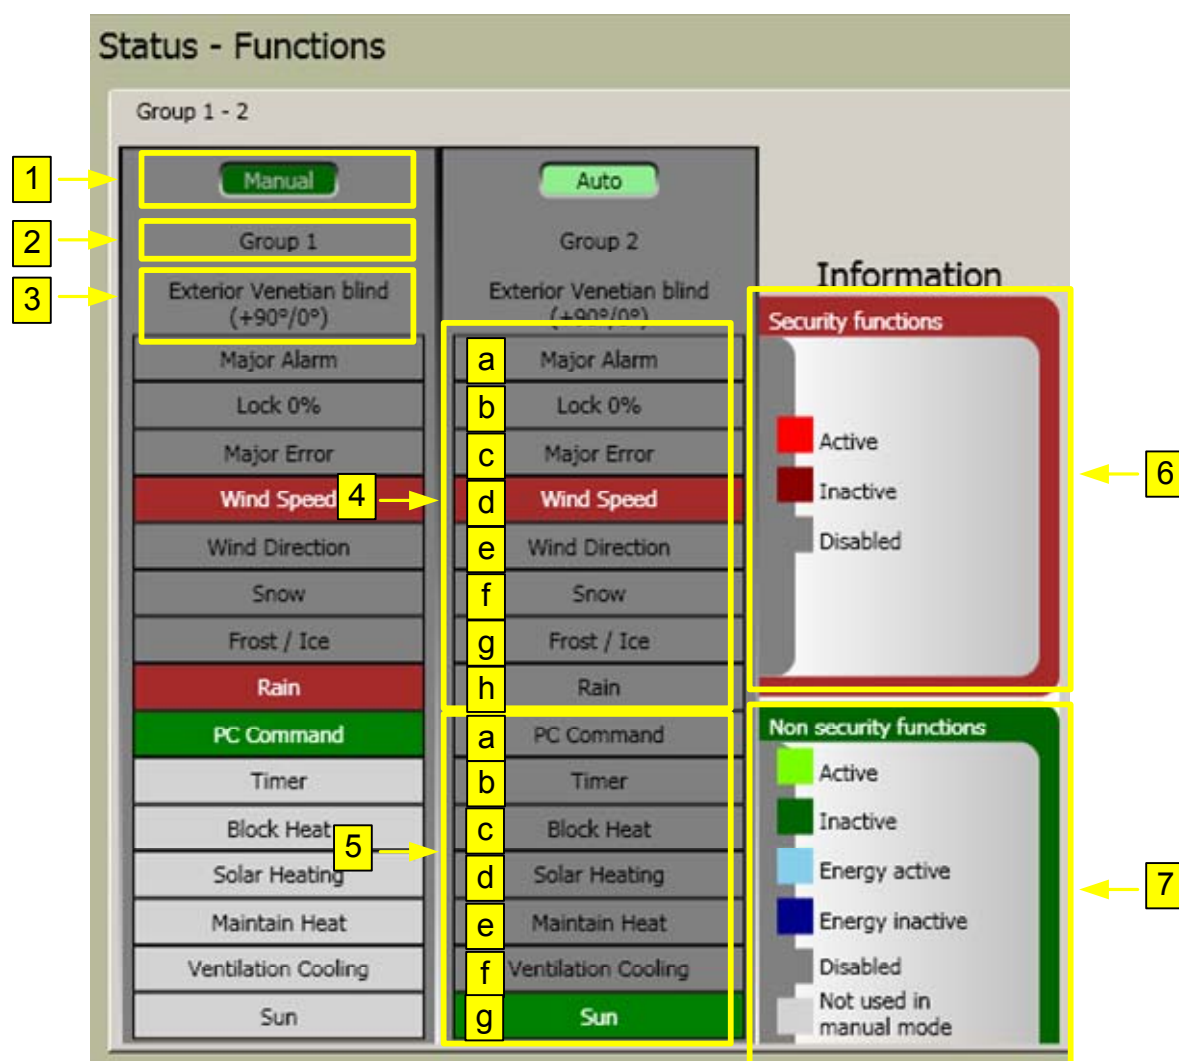 Status - Functions
Group 1 - 2
1
Manual
Auto
2
Group 1
Group 2
3
Exterior Venetian blind
(+90°/0°)
Exterior Venetian blind
(+90°/0°)
Major Alarm
a
Major Alarm
Lock 0%
b
Lock 0%
Major Error
c
Major Error
Wind Speed
4
d
Wind Speed
Wind Direction
e
Wind Direction
Snow
f
Snow
Frost / Ice
g
Frost / Ice
Rain
h
Rain
PC Command
a
PC Command
Timer
b
Timer
Block Heat
5
c
Block Heat
Solar Heating
d
Solar Heating
Maintain Heat
e
Maintain Heat
Ventilation Cooling
f
Ventilation Cooling
Sun
g
Sun
Information
Security functions
Active
Inactive
Disabled
6
Non security functions
Active
Inactive
Energy active
Energy inactive
Disabled
Not used in
manual mode
7